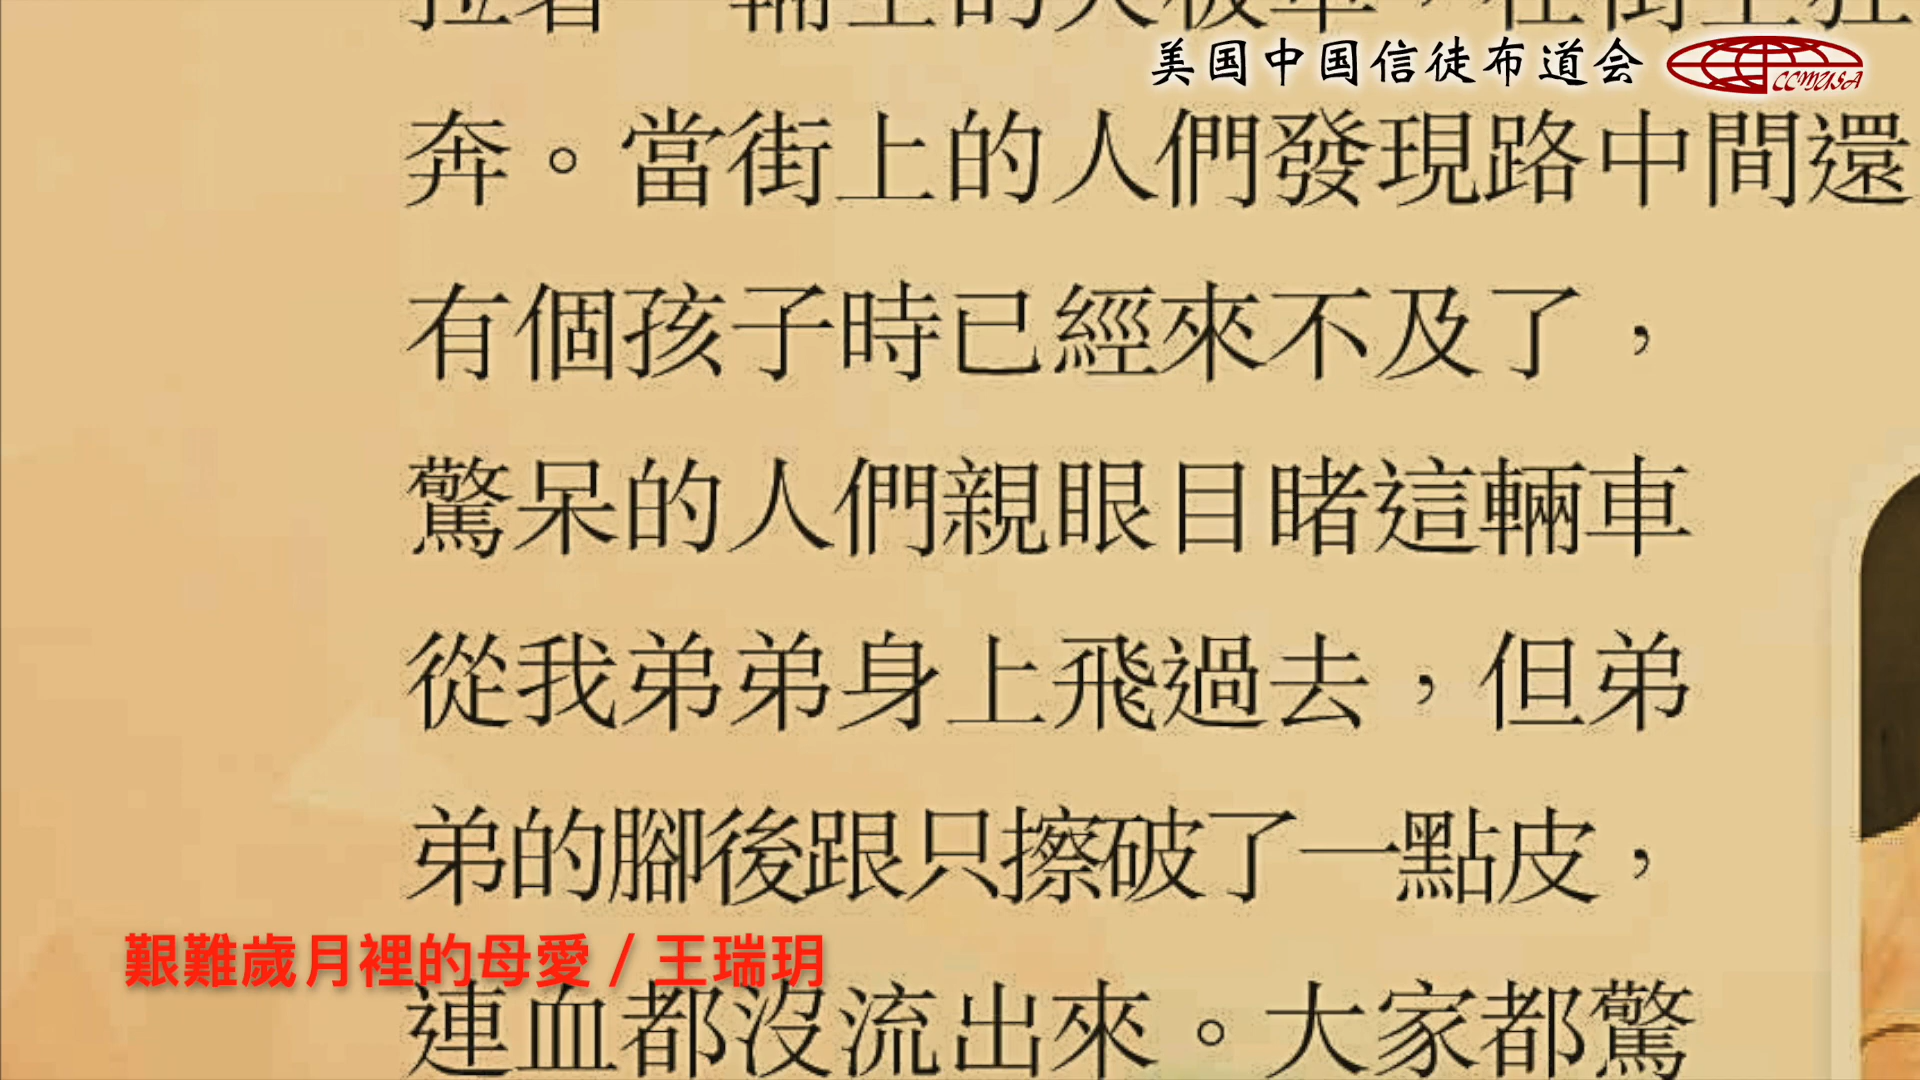 美国中国信徒布道会
CCMUSA
奔。當街上的人們發現路中間還
有個孩子時已經來不及了，
驚呆的人們親眼目睹這輛車
從我弟弟身上飛過去，但弟
弟的腳後跟只擦破了一點皮，
艱難歲月裡的母愛 / 王瑞玥
連血都沒流出來。大家都驚